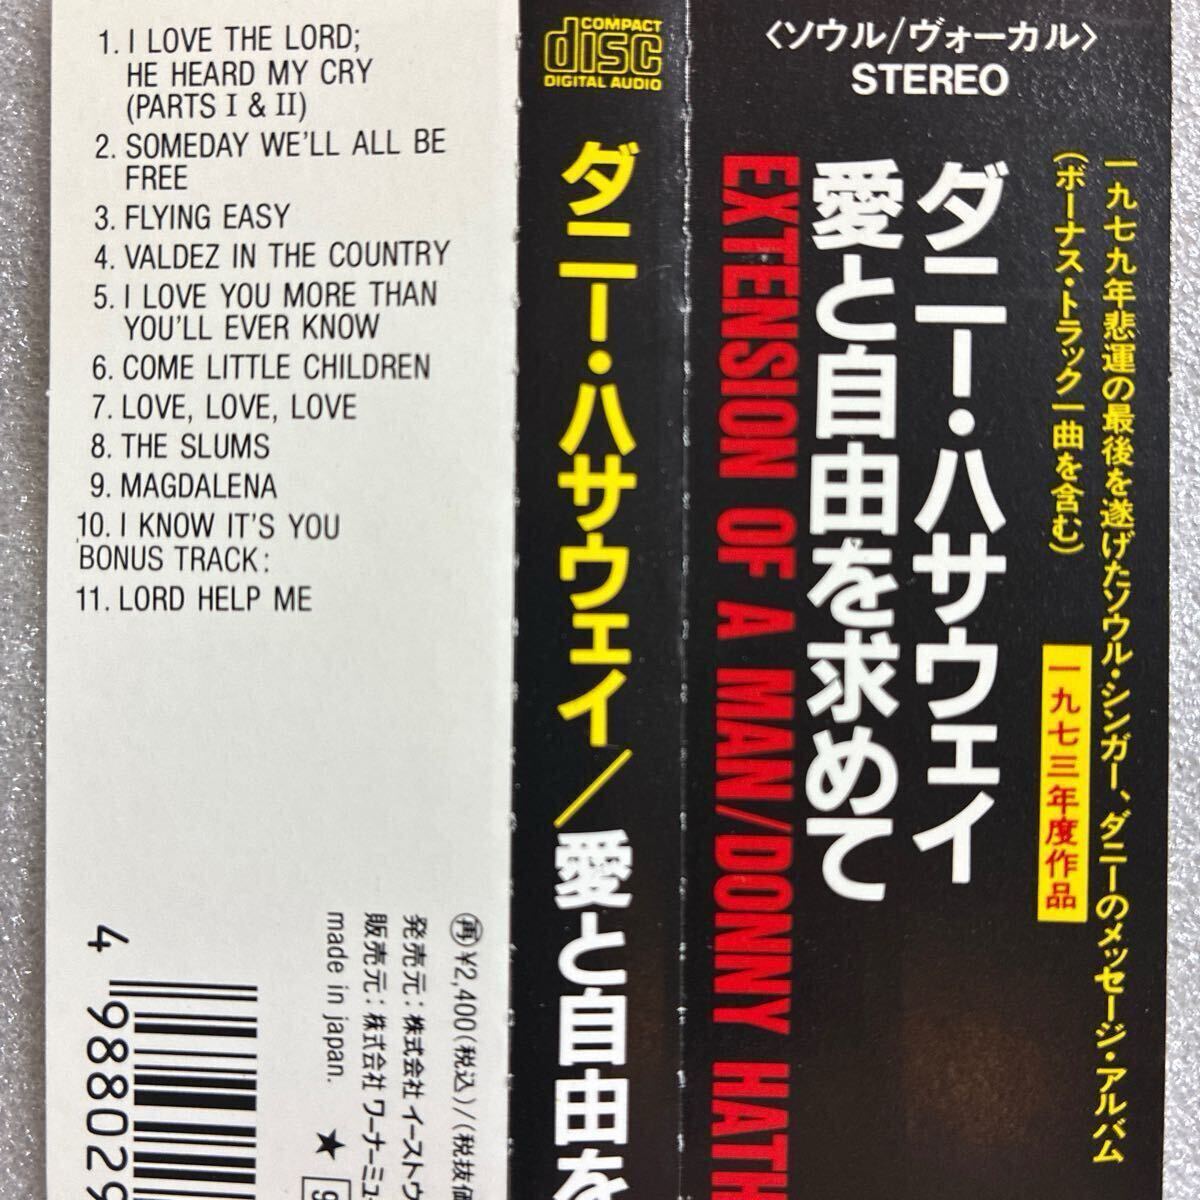 1. I LOVE THE LORD;
HE HEARD MY CRY
(PARTS I & II)
2. SOMEDAY WE'LL ALL BE
FREE
3. FLYING EASY
4. VALDEZ IN THE COUNTRY
5. I LOVE YOU MORE THAN
YOU'LL EVER KNOW
6. COME LITTLE CHILDREN
7. LOVE, LOVE, LOVE
8. THE SLUMS
9. MAGDALENA
10. I KNOW IT'S YOU
BONUS TRACK:
11. LORD HELP ME
再 ¥2,400(税込)/(税抜価
発売元:株式会社 イーストウ
販売元:株式会社 ワーナーミュ
made in japan.
★
4 988029
COMPACT
disc
DIGITAL AUDIO
ダニー・ハサウェイ/愛と自由を
〈ソウル/ヴォーカル〉
STEREO
一九七九年悲運の最後を遂げたソウル・シンガー、ダニーのメッセージ・アルバム
(ボーナス・トラック一曲を含む)
一九七三年度作品
ダニー・ハサウェイ
愛と自由を求めて
EXTENSION OF A MAN/DONNY HATH